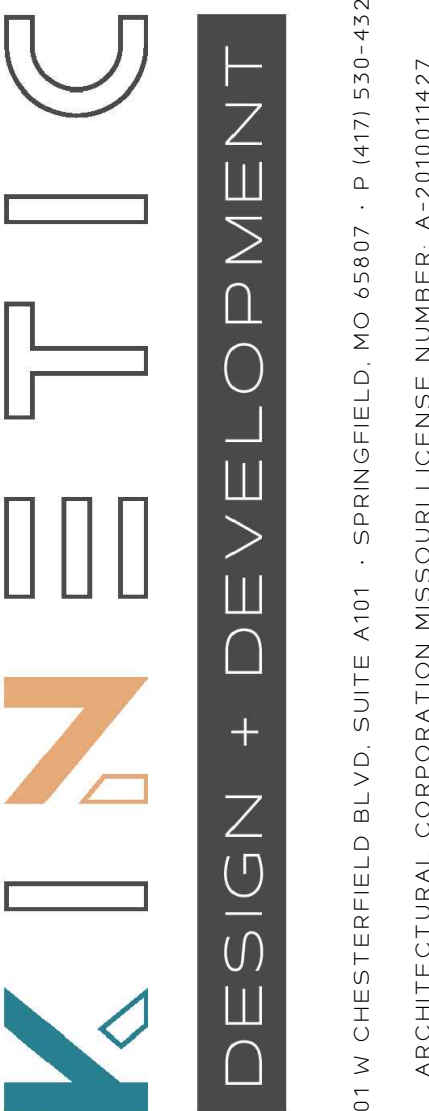 KINETIC
DESIGN + DEVELOPMENT
01 W CHESTERFIELD BLVD, SUITE A101 · SPRINGFIELD, MO 65807 · P (417) 530-432
ARCHITECTURAL CORPORATION MISSOURI LICENSE NUMBER: A-2010011427